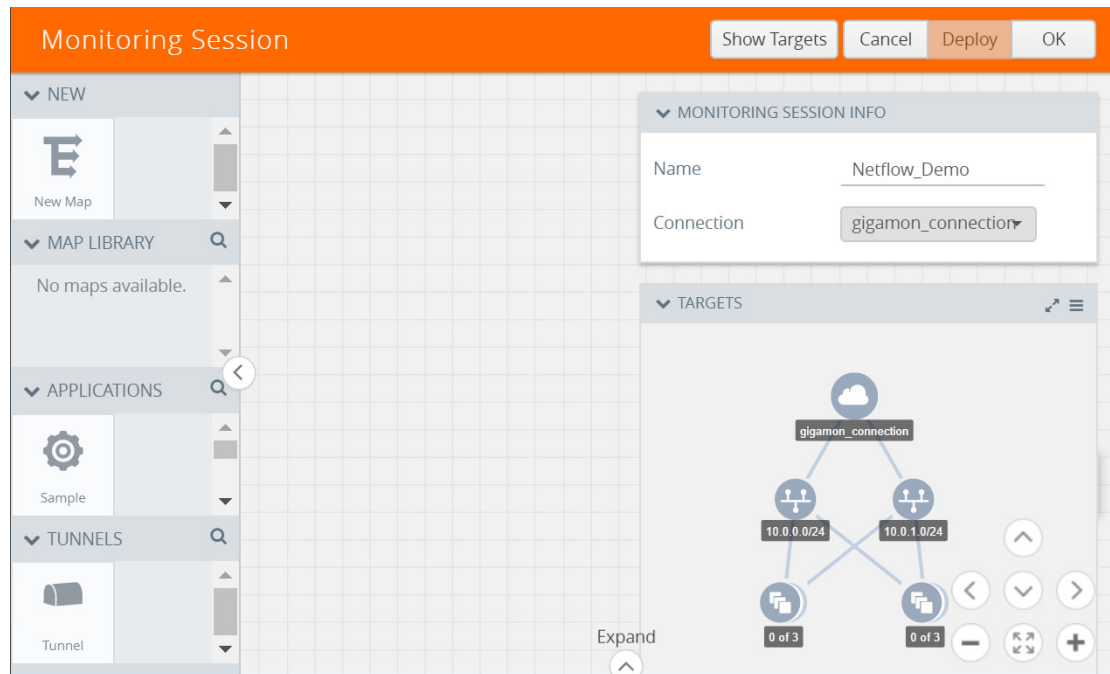 Monitoring Session
Show Targets
Cancel
Deploy
OK
NEW
New Map
MAP LIBRARY
No maps available.
APPLICATIONS
Sample
TUNNELS
Tunnel
MONITORING SESSION INFO
Name
Netflow_Demo
Connection
gigamon_connection
TARGETS
gigamon_connection
10.0.0.0/24
10.0.1.0/24
0 of 3
0 of 3
Expand